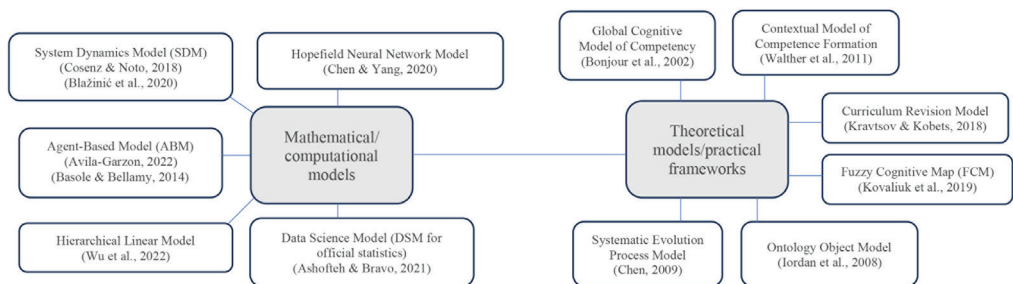 System Dynamics Model (SDM)
(Cosenz & Noto, 2018)
(Blažinić et al., 2020)
Hopefield Neural Network Model
(Chen & Yang, 2020)
Agent-Based Model (ABM)
(Avila-Garzon, 2022)
(Basole & Bellamy, 2014)
Mathematical/
computational
models
Hierarchical Linear Model
(Wu et al., 2022)
Data Science Model (DSM for
official statistics)
(Ashofteh & Bravo, 2021)
Global Cognitive
Model of Competency
(Bonjour et al., 2002)
Contextual Model of
Competence Formation
(Walther et al., 2011)
Theoretical
models/practical
frameworks
Curriculum Revision Model
(Kravtsov & Kobets, 2018)
Fuzzy Cognitive Map (FCM)
(Kovaliuk et al., 2019)
Systematic Evolution
Process Model
(Chen, 2009)
Ontology Object Model
(Iordan et al., 2008)